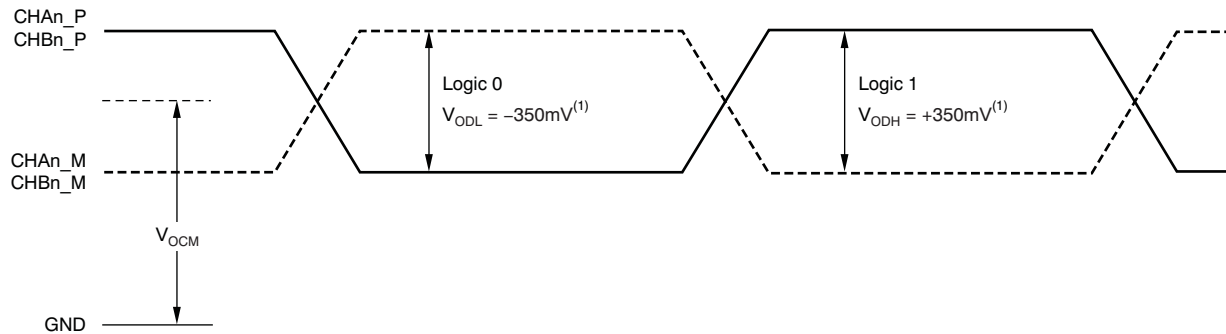 CHAn_P
CHBn_P
Logic 0
V_ODL = −350mV(1)
Logic 1
V_ODH = +350mV(1)
CHAn_M
CHBn_M
V_OCM
GND